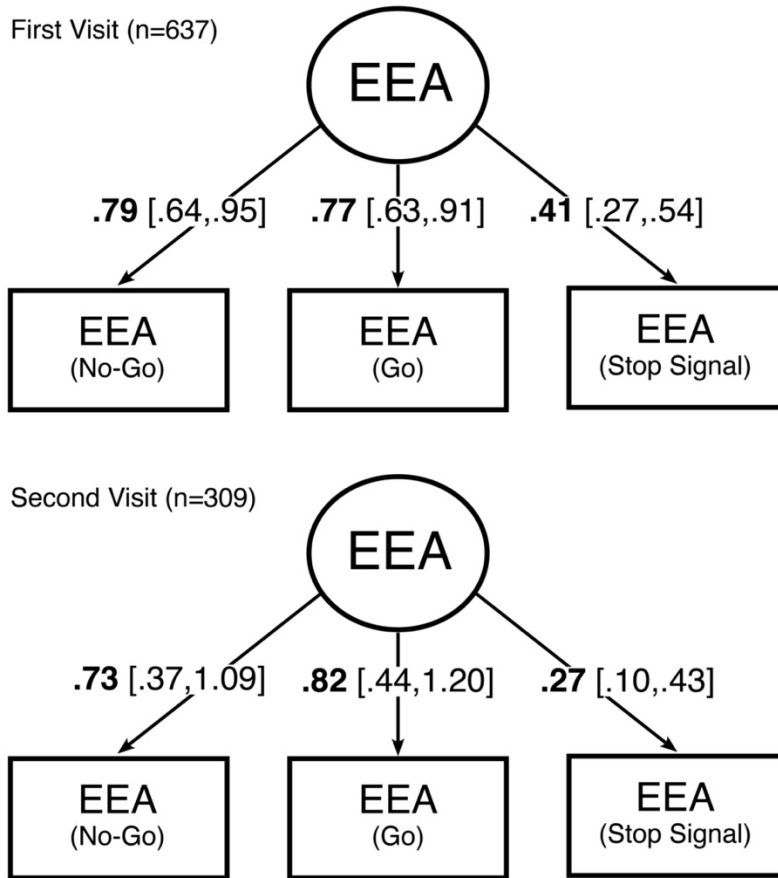 First Visit (n=637)
EEA
.79 [.64,.95] .77 [.63,.91] .41 [.27,.54]
EEA EEA EEA
(No-Go) (Go) (Stop Signal)
Second Visit (n=309)
EEA
.73 [.37,1.09] .82 [.44,1.20] .27 [.10,.43]
EEA EEA EEA
(No-Go) (Go) (Stop Signal)